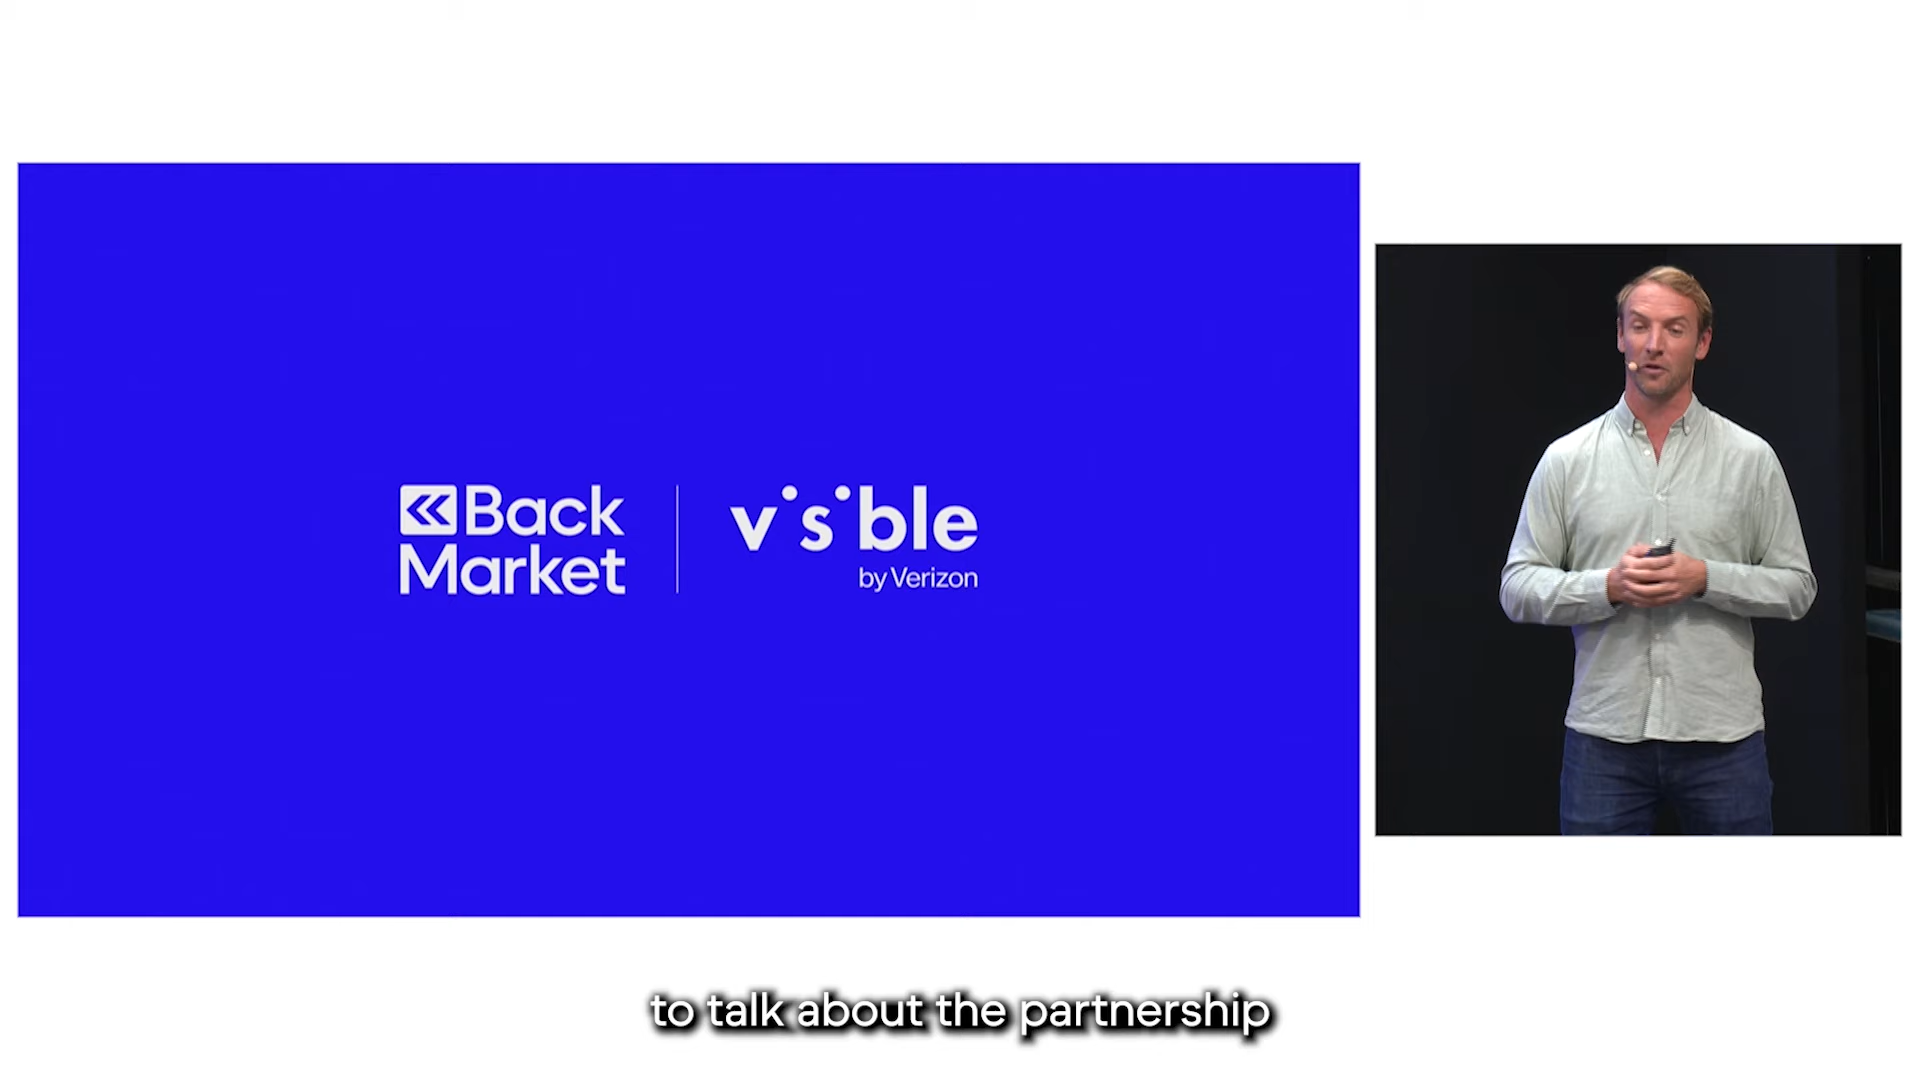 Back
Market
visible
by Verizon
to talk about the partnership